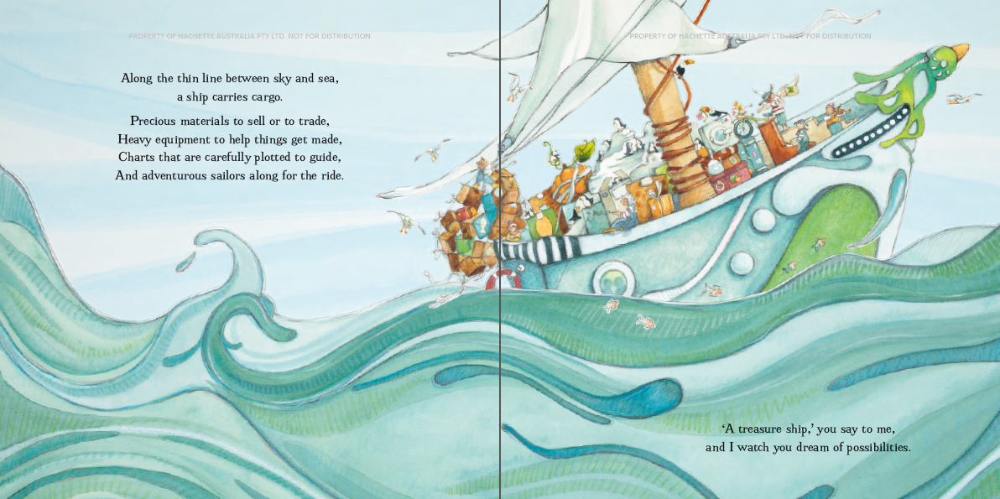 PROPERTY OF HACHETTE AUSTRALIA PTY LTD. NOT FOR DISTRIBUTION
Along the thin line between sky and sea,
a ship carries cargo.
Precious materials to sell or to trade,
Heavy equipment to help things get made,
Charts that are carefully plotted to guide,
And adventurous sailors along for the ride.
PROPERTY OF HACHETTE AUSTRALIA PTY LTD. NOT FOR DISTRIBUTION
‘A treasure ship,’ you say to me,
and I watch you dream of possibilities.